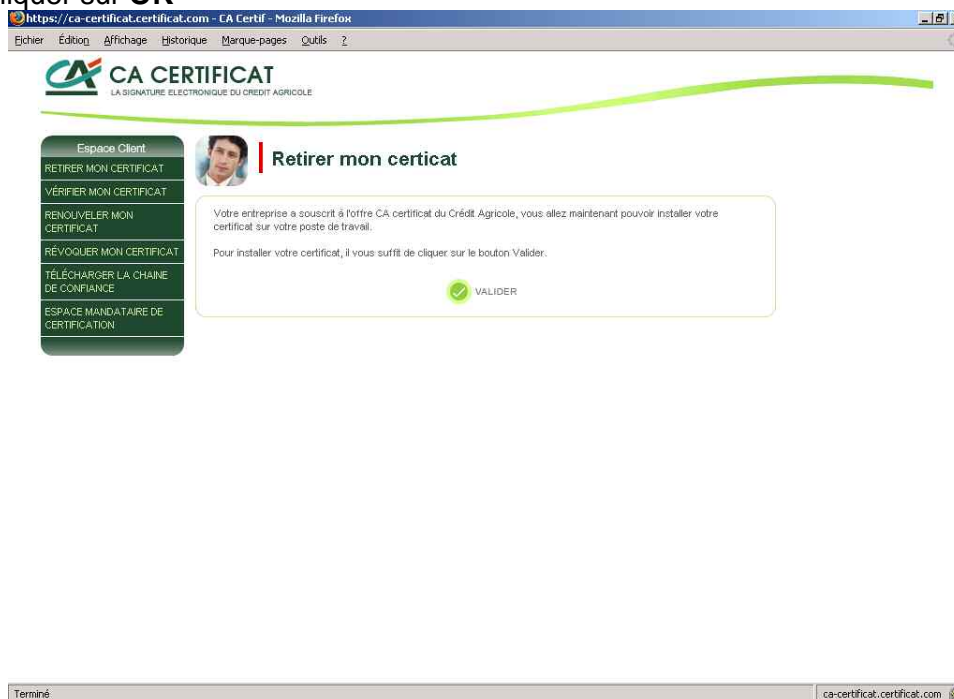 iquer sur OK
https://ca-certificat.certificat.com - CA Certif - Mozilla Firefox
Fichier Édition Affichage Historique Marque-pages Outils ?
CA CERTIFICAT
LA SIGNATURE ELECTRONIQUE DU CREDIT AGRICOLE
Espace Client
RETIRER MON CERTIFICAT
VÉRIFIER MON CERTIFICAT
RENOUVELER MON
CERTIFICAT
RÉVOQUER MON CERTIFICAT
TÉLÉCHARGER LA CHAINE
DE CONFIANCE
ESPACE MANDATAIRE DE
CERTIFICATION
Retirer mon certicat
Votre entreprise a souscrit à l'offre CA certificat du Crédit Agricole, vous allez maintenant pouvoir installer votre
certificat sur votre poste de travail.
Pour installer votre certificat, il vous suffit de cliquer sur le bouton Valider.
VALIDER
Terminé
ca-certificat.certificat.com